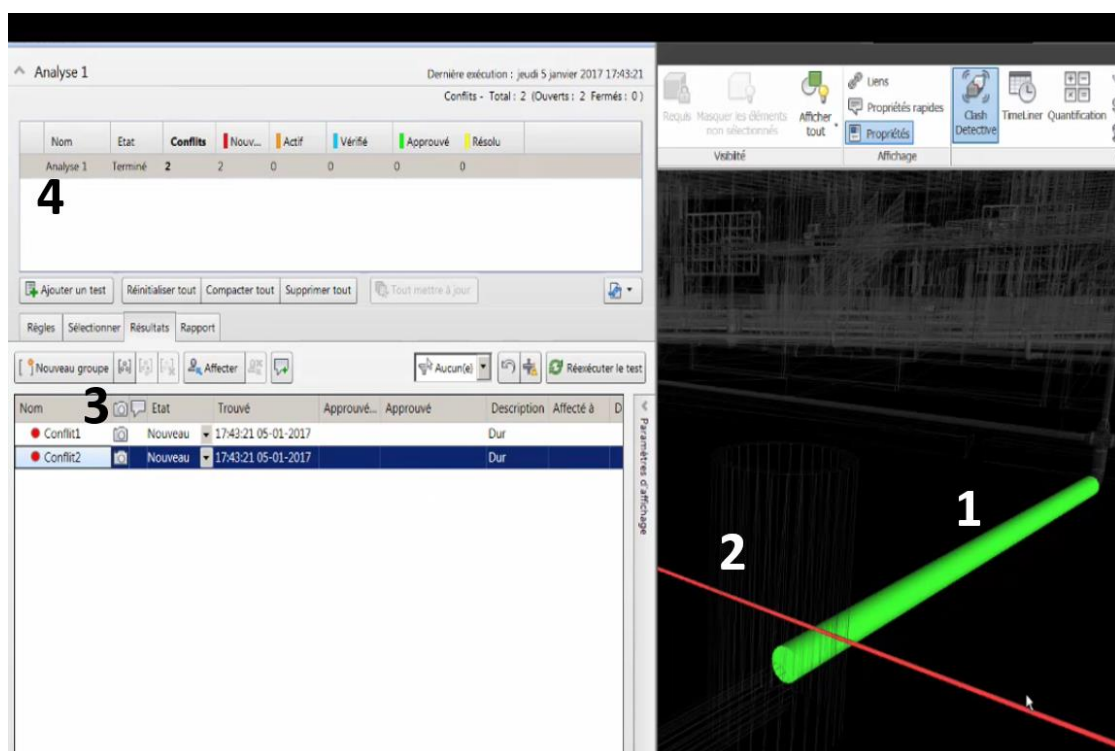 Analyse 1
Dernière exécution : jeudi 5 janvier 2017 17:43:21
Conflits - Total : 2 (Ouverts : 2 Fermés : 0)
Nom Etat Conflits Nouv... Actif Vérifié Approuvé Résolu
Analyse 1 Terminé 2 2 0 0 0 0
4
Ajouter un test Réinitialiser tout Compacter tout Supprimer tout Tout mettre à jour
Règles Sélectionner Résultats Rapport
Nouveau groupe Affecter Aucun(e) Réexécuter le test
3
Nom Etat Trouvé Approuvé... Approuvé Description Affecté à D
Conflit1 Nouveau 17:43:21 05-01-2017 Dur
Conflit2 Nouveau 17:43:21 05-01-2017 Dur
Paramètres d'affichage
Requis
Masquer les éléments
non sélectionnés
Afficher
tout
Visibilité
Liens
Propriétés rapides
Propriétés
Affichage
Clash
Detective
TimeLiner
Quantification
1
2